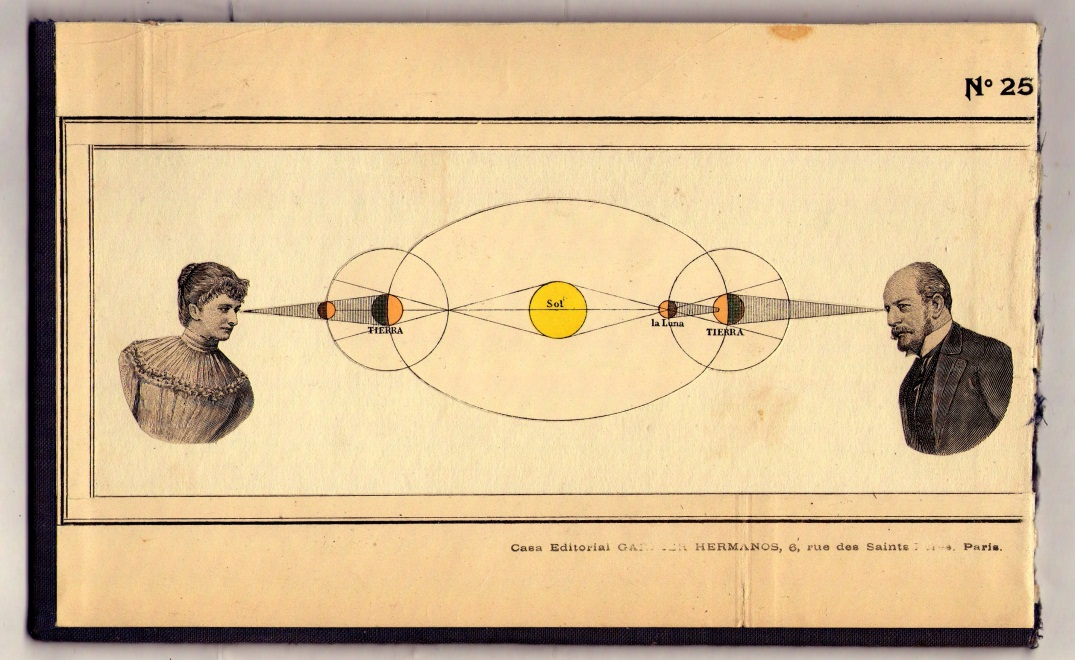 Nº 25
Sol
la Luna
TIERRA
TIERRA
Casa Editorial HERMANOS, 6, rue des Saints Paris.